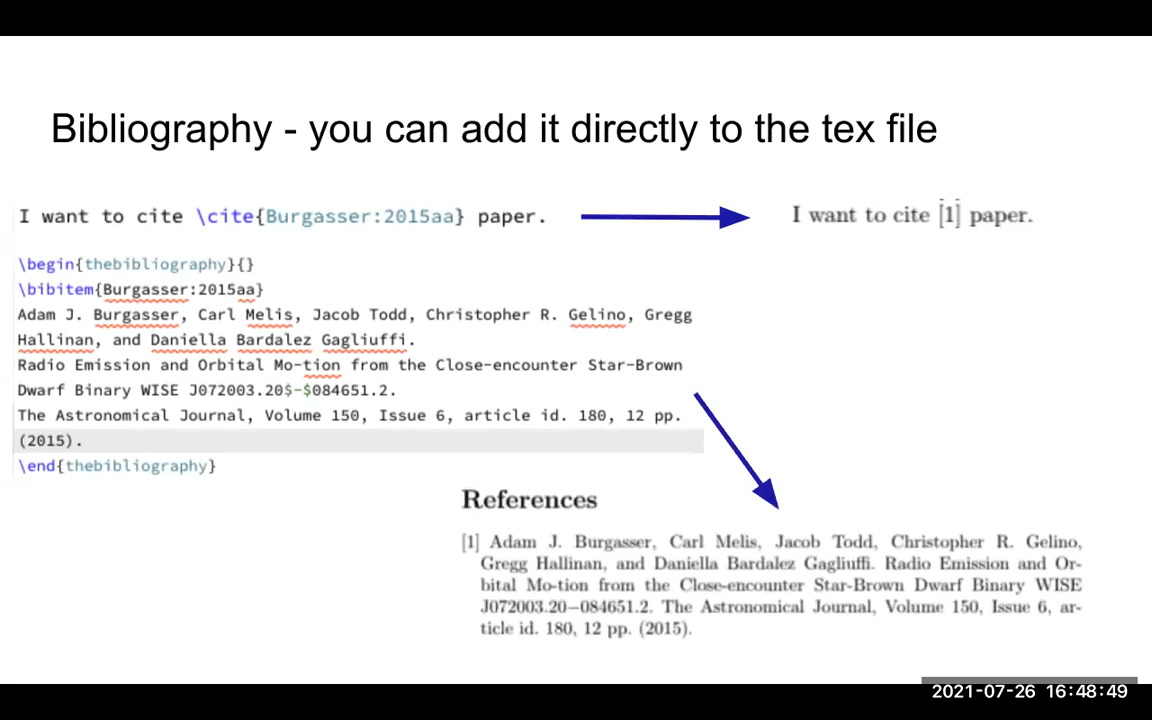 Bibliography - you can add it directly to the tex file
I want to cite \cite{Burgasser:2015aa} paper.
I want to cite [1] paper.
\begin{thebibliography}{}
\bibitem{Burgasser:2015aa}
Adam J. Burgasser, Carl Melis, Jacob Todd, Christopher R. Gelino, Gregg
Hallinan, and Daniella Bardalez Gagliuffi.
Radio Emission and Orbital Mo-tion from the Close-encounter Star-Brown
Dwarf Binary WISE J072003.20$-$084651.2.
The Astronomical Journal, Volume 150, Issue 6, article id. 180, 12 pp.
(2015).
\end{thebibliography}
References
[1] Adam J. Burgasser, Carl Melis, Jacob Todd, Christopher R. Gelino,
Gregg Hallinan, and Daniella Bardalez Gagliuffi. Radio Emission and Or-
bital Mo-tion from the Close-encounter Star-Brown Dwarf Binary WISE
J072003.20−084651.2. The Astronomical Journal, Volume 150, Issue 6, ar-
ticle id. 180, 12 pp. (2015).
2021-07-26 16:48:49